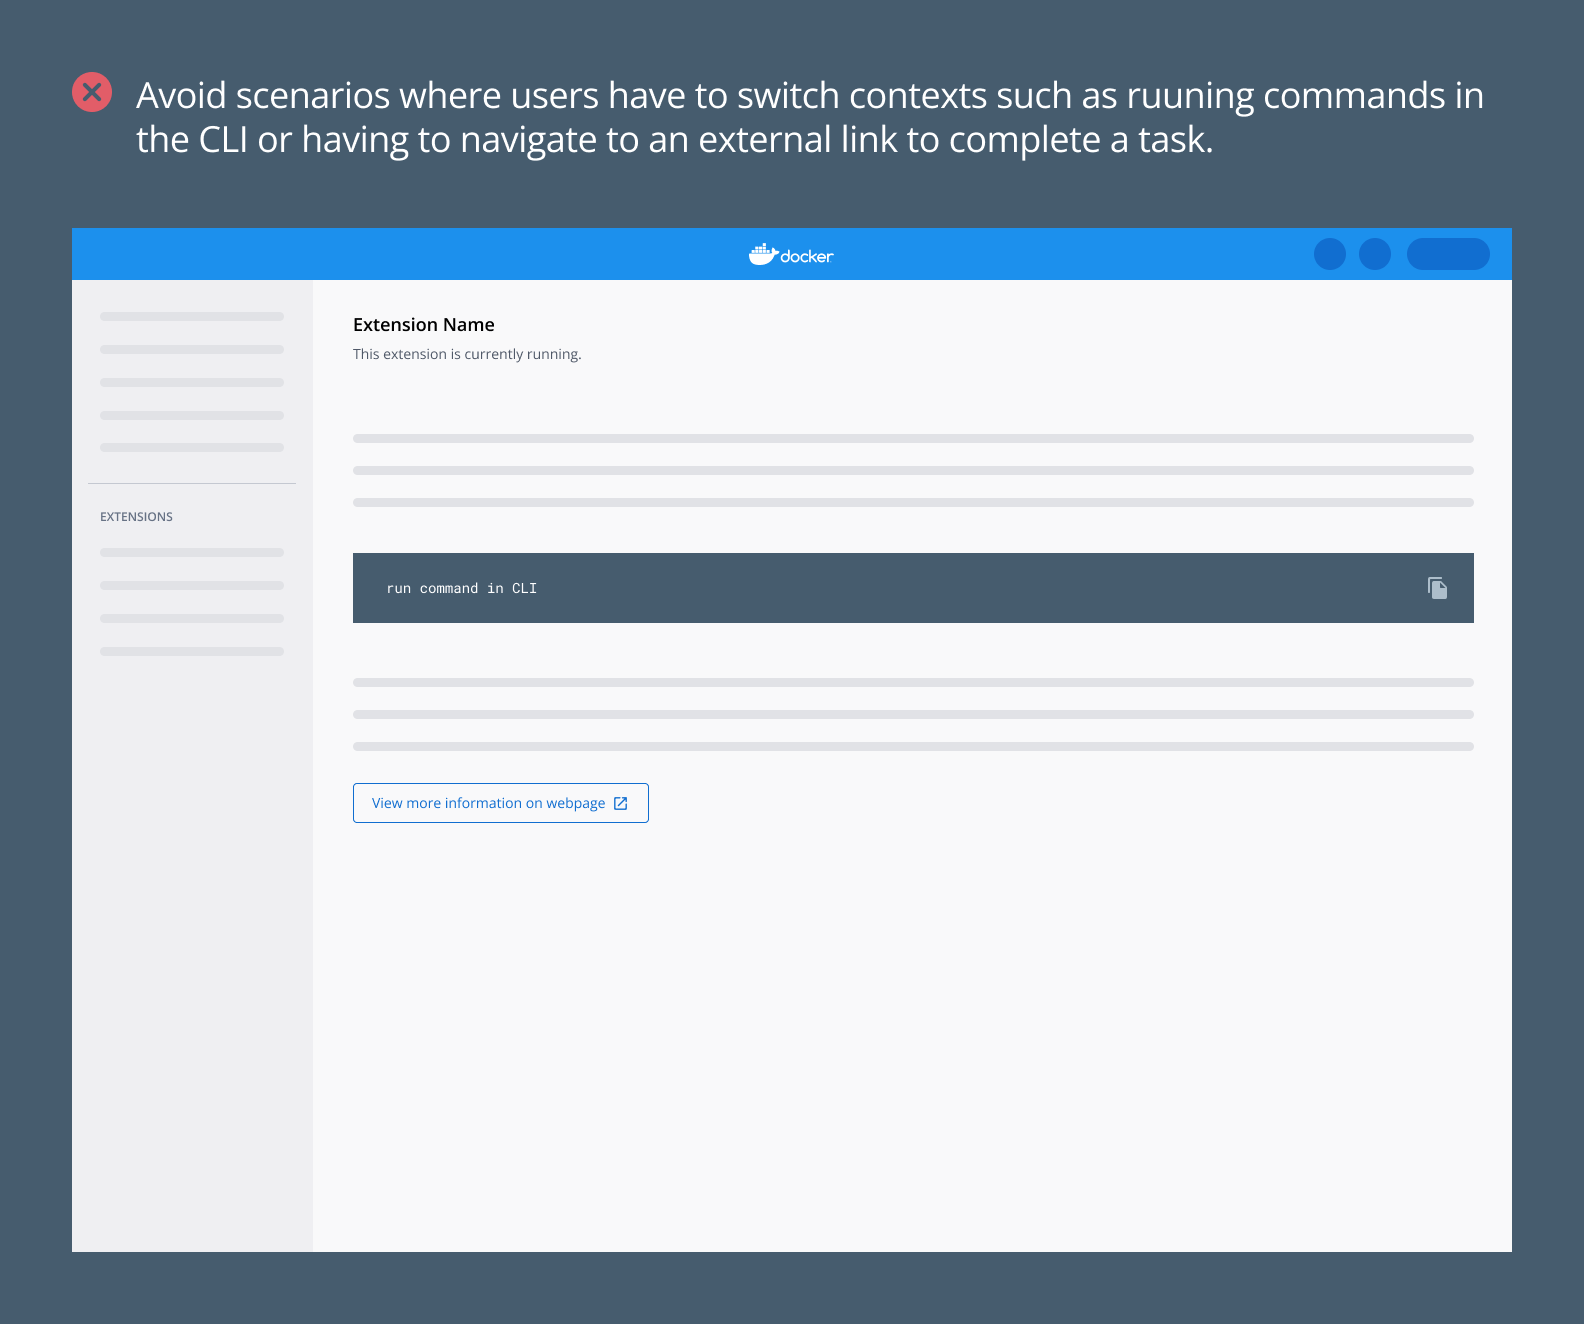 Avoid scenarios where users have to switch contexts such as ruuning commands in
the CLI or having to navigate to an external link to complete a task.
docker
Extension Name
This extension is currently running.
EXTENSIONS
run command in CLI
View more information on webpage